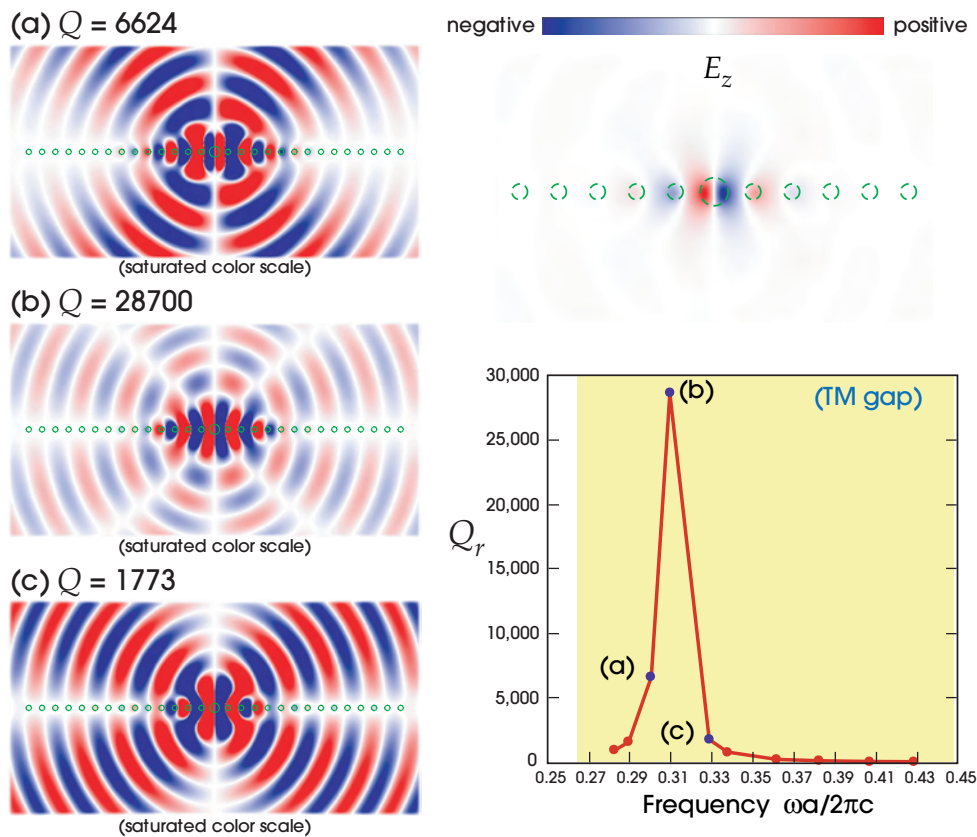 (a) Q = 6624
(saturated color scale)
(b) Q = 28700
(saturated color scale)
(c) Q = 1773
(saturated color scale)
negative positive
E_z
30,000
25,000
20,000
15,000
10,000
5,000
0
Q_r
(TM gap)
(b)
(a)
(c)
0.25 0.27 0.29 0.31 0.33 0.35 0.37 0.39 0.41 0.43 0.45
Frequency ωa/2πc